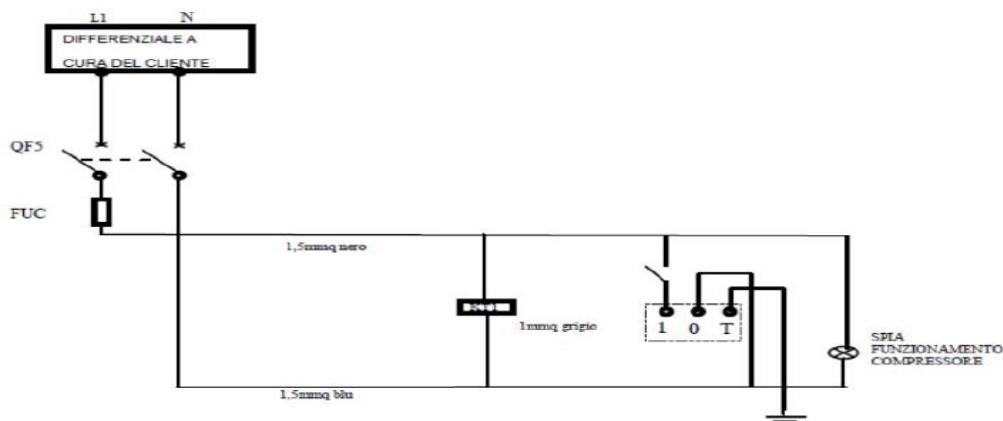 L1 N
DIFFERENZIALE A
CURA DEL CLIENTE
QF5
FUC
1,5mmq nero
1mmq grigio
1 0 T
SPIA
FUNZIONAMENTO
COMPRESSORE
1,5mmq blu